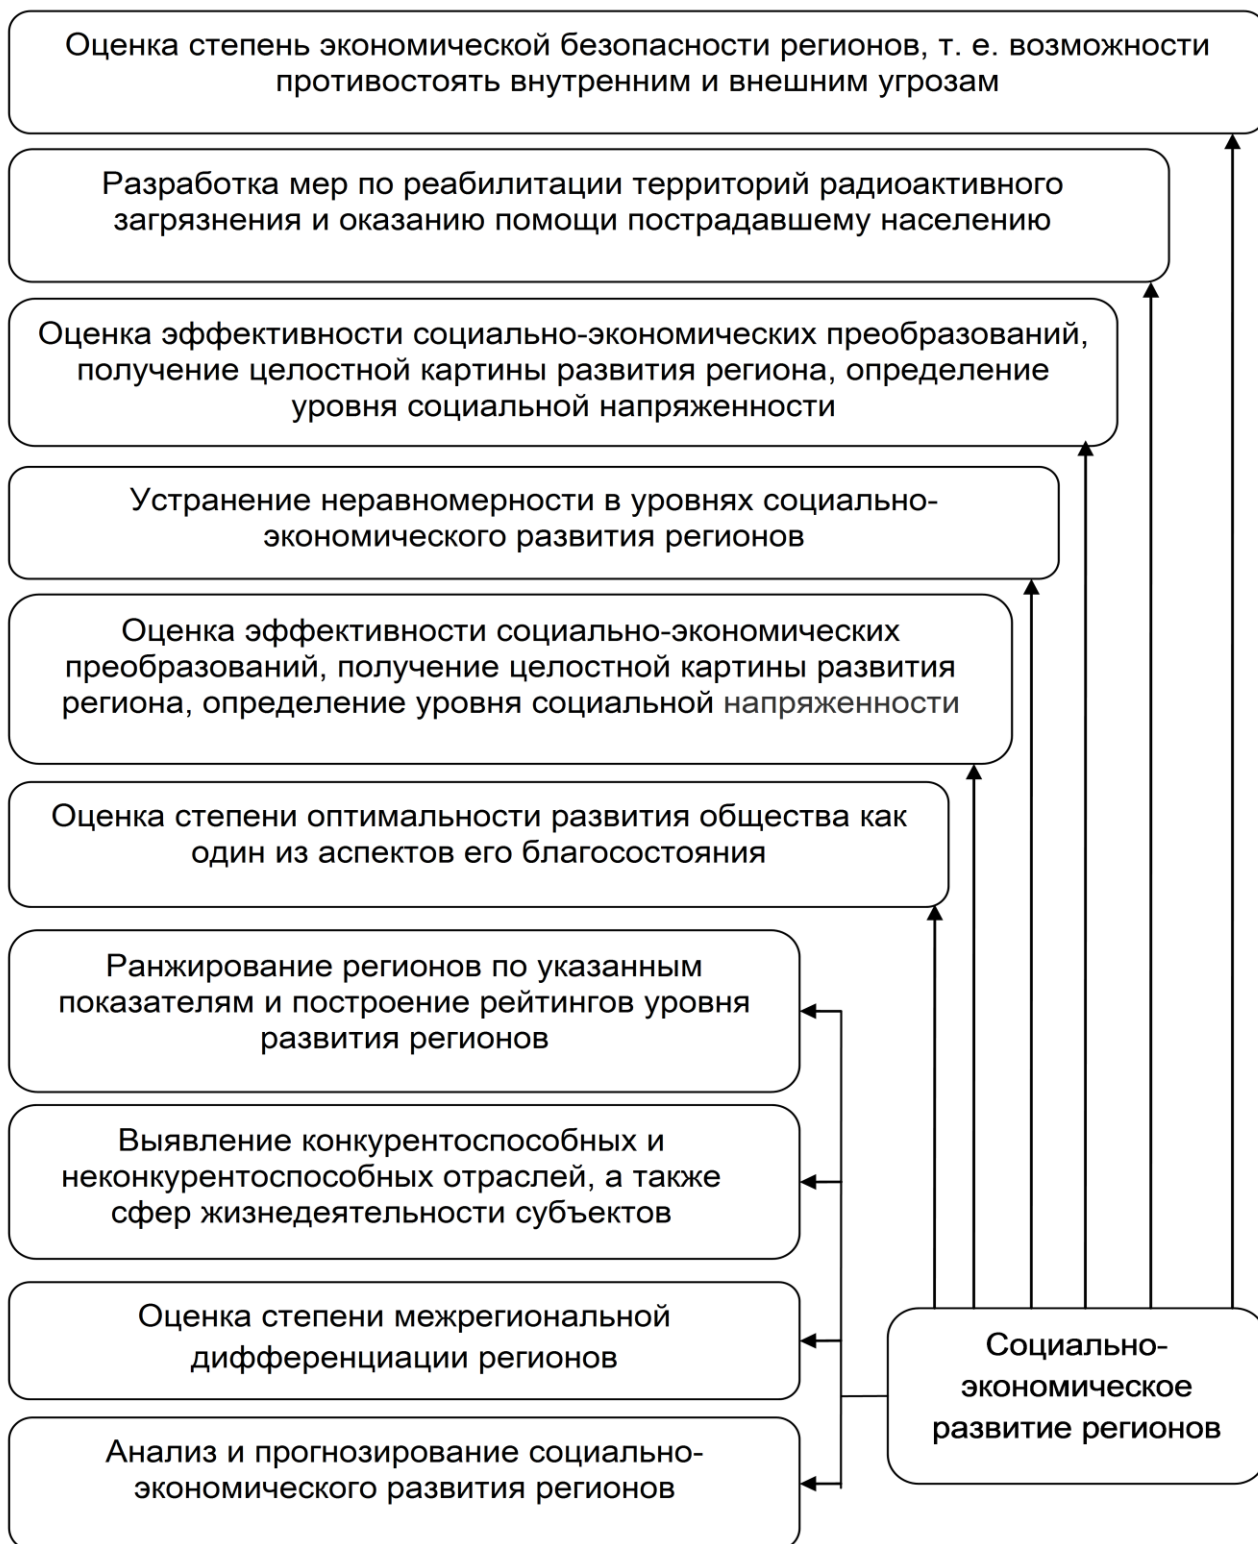 Оценка степень экономической безопасности регионов, т. е. возможности
противостоять внутренним и внешним угрозам
Разработка мер по реабилитации территорий радиоактивного
загрязнения и оказанию помощи пострадавшему населению
Оценка эффективности социально-экономических преобразований,
получение целостной картины развития региона, определение
уровня социальной напряженности
Устранение неравномерности в уровнях социально-
экономического развития регионов
Оценка эффективности социально-экономических
преобразований, получение целостной картины развития
региона, определение уровня социальной напряженности
Оценка степени оптимальности развития общества как
один из аспектов его благосостояния
Ранжирование регионов по указанным
показателям и построение рейтингов уровня
развития регионов
Выявление конкурентоспособных и
неконкурентоспособных отраслей, а также
сфер жизнедеятельности субъектов
Оценка степени межрегиональной
дифференциации регионов
Анализ и прогнозирование социально-
экономического развития регионов
Социально-
экономическое
развитие регионов